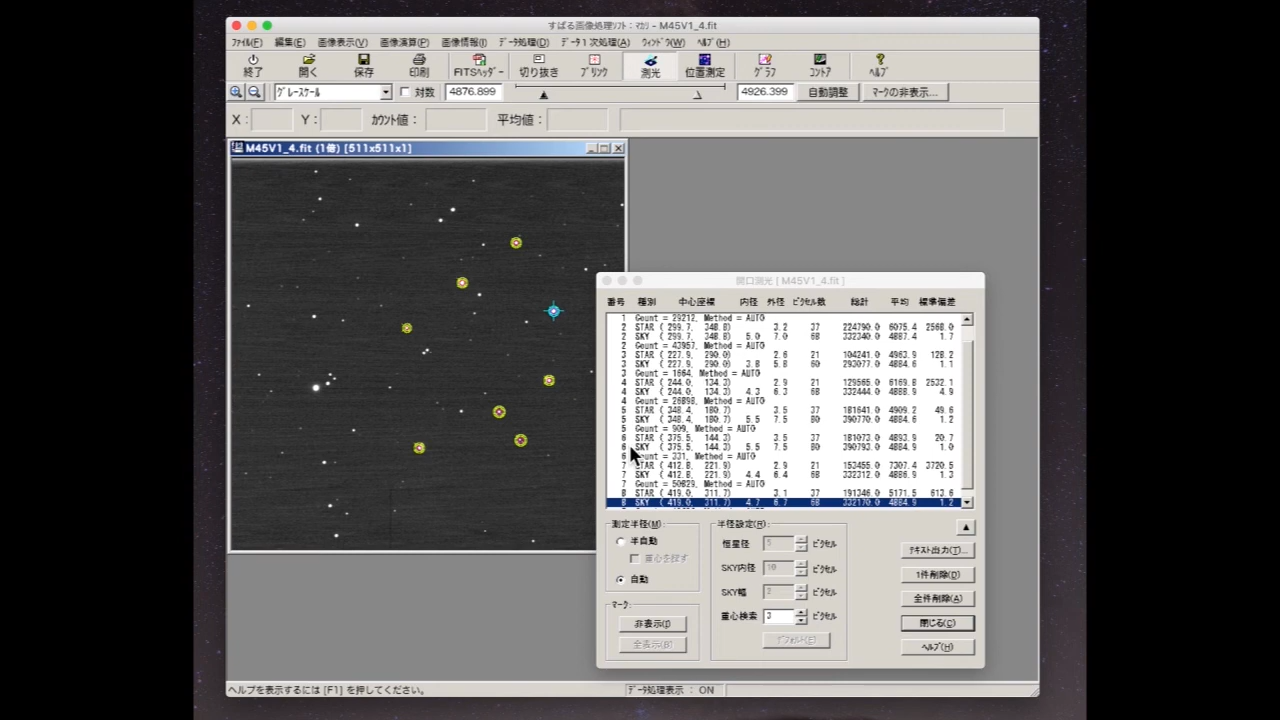 すばる画像処理ソフト：マカリ - M45V1_4.fit
ﾌｧｲﾙ(F) 編集(E) 画像表示(V) 画像演算(P) 画像情報(I) ﾃﾞｰﾀ処理(D) ﾃﾞｰﾀ1次処理(A) ｳｨﾝﾄﾞｳ(W) ﾍﾙﾌﾟ(H)
終了 開く 保存 印刷 FITSﾍｯﾀﾞｰ 切り抜き ﾌﾞﾘﾝｸ 測光 位置測定 ｸﾞﾗﾌ ｺﾝﾄｱ ﾍﾙﾌﾟ
ｸﾞﾚｰｽｹｰﾙ 対数 4876.899 4926.399 自動調整 ﾏｰｸの非表示...
X： Y： ｶｳﾝﾄ値： 平均値：
M45V1_4.fit (1倍) [511x511x1]
開口測光 [ M45V1_4.fit ]
番号 種別 中心座標 内径 外径 ﾋﾟｸｾﾙ数 総計 平均 標準偏差
1 Count = 29212, Method = AUTO
2 STAR ( 299.7, 348.8) 3.2 37 224790.0 6075.4 2568.0
2 SKY ( 299.7, 348.8) 5.0 7.0 68 332340.0 4887.4 1.7
2 Count = 43957, Method = AUTO
3 STAR ( 227.9, 290.0) 2.6 21 104241.0 4963.9 128.2
3 SKY ( 227.9, 290.0) 3.8 5.8 60 293077.0 4884.6 1.1
3 Count = 1664, Method = AUTO
4 STAR ( 244.0, 134.3) 2.9 21 129565.0 6169.8 2532.1
4 SKY ( 244.0, 134.3) 4.3 6.3 68 332444.0 4888.9 4.9
4 Count = 26898, Method = AUTO
5 STAR ( 348.4, 180.7) 3.5 37 181641.0 4909.2 49.6
5 SKY ( 348.4, 180.7) 5.5 7.5 80 390770.0 4884.6 1.2
5 Count = 909, Method = AUTO
6 STAR ( 375.5, 144.3) 3.5 37 181073.0 4893.9 20.7
6 SKY ( 375.5, 144.3) 5.5 7.5 80 390793.0 4884.9 1.0
6 Count = 331, Method = AUTO
7 STAR ( 412.8, 221.9) 2.9 21 153455.0 7307.4 3720.5
7 SKY ( 412.8, 221.9) 4.4 6.4 68 332312.0 4886.9 1.3
7 Count = 50829, Method = AUTO
8 STAR ( 419.0, 311.7) 3.1 37 191346.0 5171.5 613.6
8 SKY ( 419.0, 311.7) 4.7 6.7 68 332170.0 4884.9 1.2
測定半径(M):
半自動
重心を探す
自動
ﾏｰｸ:
非表示(I)
全表示(B)
半径設定(R):
恒星径 5 ﾋﾟｸｾﾙ
SKY内径 10 ﾋﾟｸｾﾙ
SKY幅 2 ﾋﾟｸｾﾙ
重心検索 3 ﾋﾟｸｾﾙ
ﾃﾞﾌｫﾙﾄ(E)
ﾃｷｽﾄ出力(T)...
1件削除(D)
全件削除(A)
閉じる(C)
ﾍﾙﾌﾟ(H)
ヘルプを表示するには [F1] を押してください。 ﾃﾞｰﾀ処理表示 ： ON